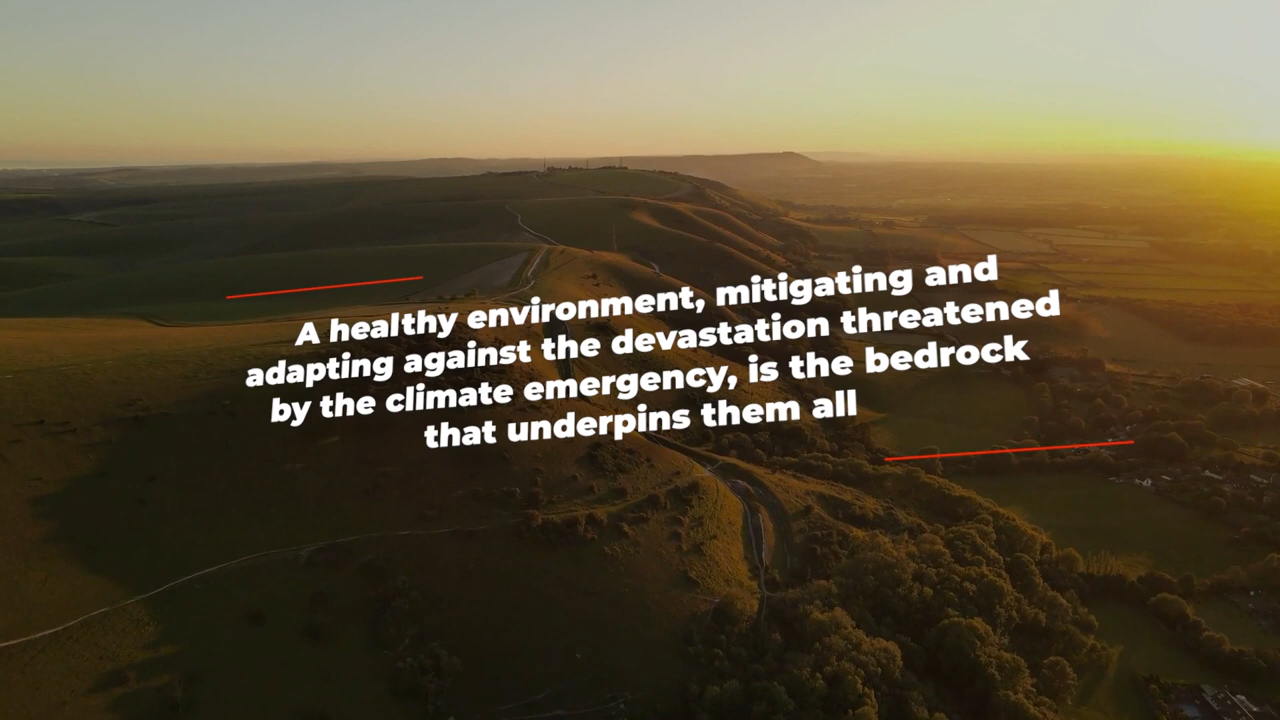 A healthy environment, mitigating and
adapting against the devastation threatened
by the climate emergency, is the bedrock
that underpins them all